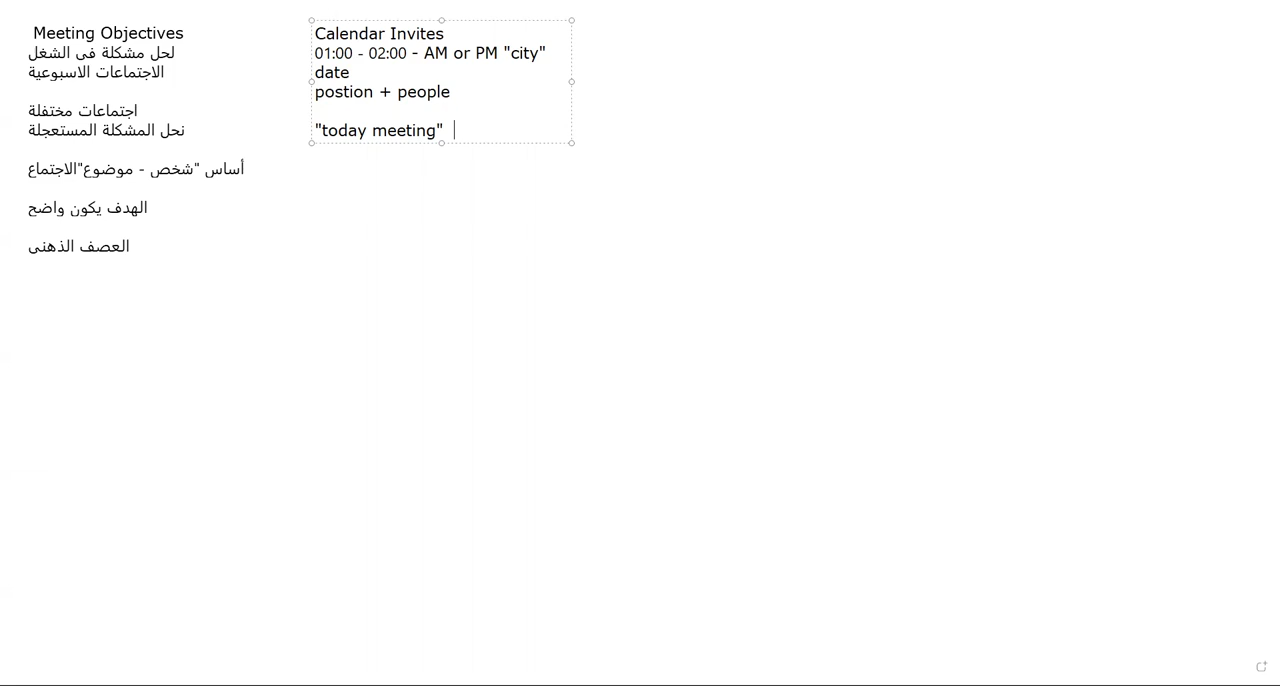 Meeting Objectives
لحل مشكلة فى الشغل
الاجتماعات الاسبوعية
اجتماعات مختفلة
نحل المشكلة المستعجلة
أساس "شخص - موضوع"الاجتماع
الهدف يكون واضح
العصف الذهنى
Calendar Invites
01:00 - 02:00 - AM or PM "city"
date
postion + people
"today meeting"